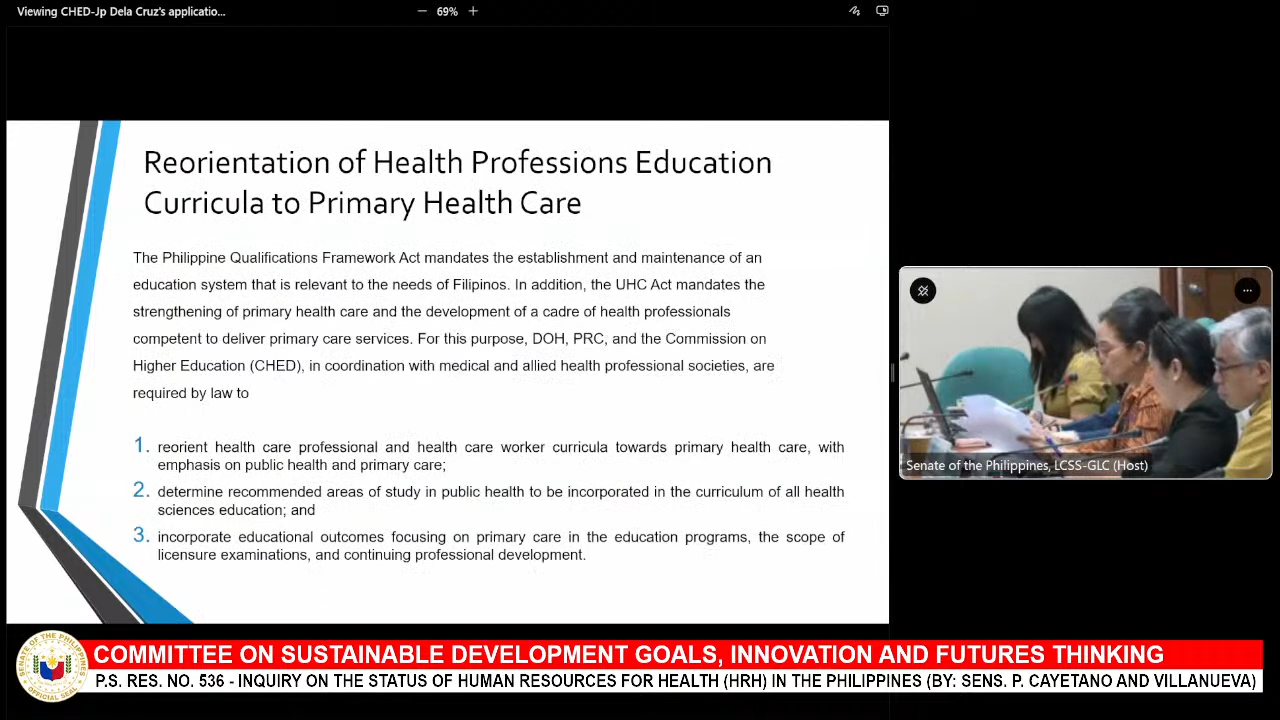 Viewing CHED-Jp Dela Cruz's applicatio...
— 69% +
Reorientation of Health Professions Education
Curricula to Primary Health Care
The Philippine Qualifications Framework Act mandates the establishment and maintenance of an
education system that is relevant to the needs of Filipinos. In addition, the UHC Act mandates the
strengthening of primary health care and the development of a cadre of health professionals
competent to deliver primary care services. For this purpose, DOH, PRC, and the Commission on
Higher Education (CHED), in coordination with medical and allied health professional societies, are
required by law to
1. reorient health care professional and health care worker curricula towards primary health care, with
emphasis on public health and primary care;
2. determine recommended areas of study in public health to be incorporated in the curriculum of all health
sciences education; and
3. incorporate educational outcomes focusing on primary care in the education programs, the scope of
licensure examinations, and continuing professional development.
Senate of the Philippines, LCSS-GLC (Host)
COMMITTEE ON SUSTAINABLE DEVELOPMENT GOALS, INNOVATION AND FUTURES THINKING
P.S. RES. NO. 536 - INQUIRY ON THE STATUS OF HUMAN RESOURCES FOR HEALTH (HRH) IN THE PHILIPPINES (BY: SENS. P. CAYETANO AND VILLANUEVA)